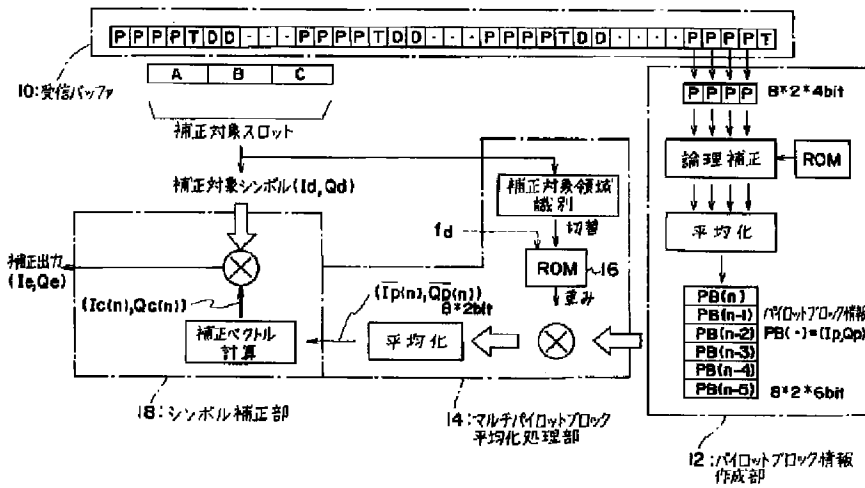 P P P P T D D · · · P P P P T D D · · · P P P P T D D · · · · P P P P T
A B C
10:受信バッファ
補正対象スロット
補正対象シンボル(Id,Qd)
補正対象領域
識別
切替
fd
ROM
16
重み
補正出力
(Ie,Qe)
(Ic(n),Qc(n))
補正ベクトル
計算
(Ip(n),Qp(n))
8*2bit
平均化
18:シンボル補正部
14:マルチパイロットブロック
平均化処理部
P P P P
8*2*4bit
論理補正
ROM
平均化
PB(n)
PB(n-1)
PB(n-2)
PB(n-3)
PB(n-4)
PB(n-5)
パイロットブロック情報
PB(·)=(Ip,Qp)
8*2*6bit
12:パイロットブロック情報
作成部